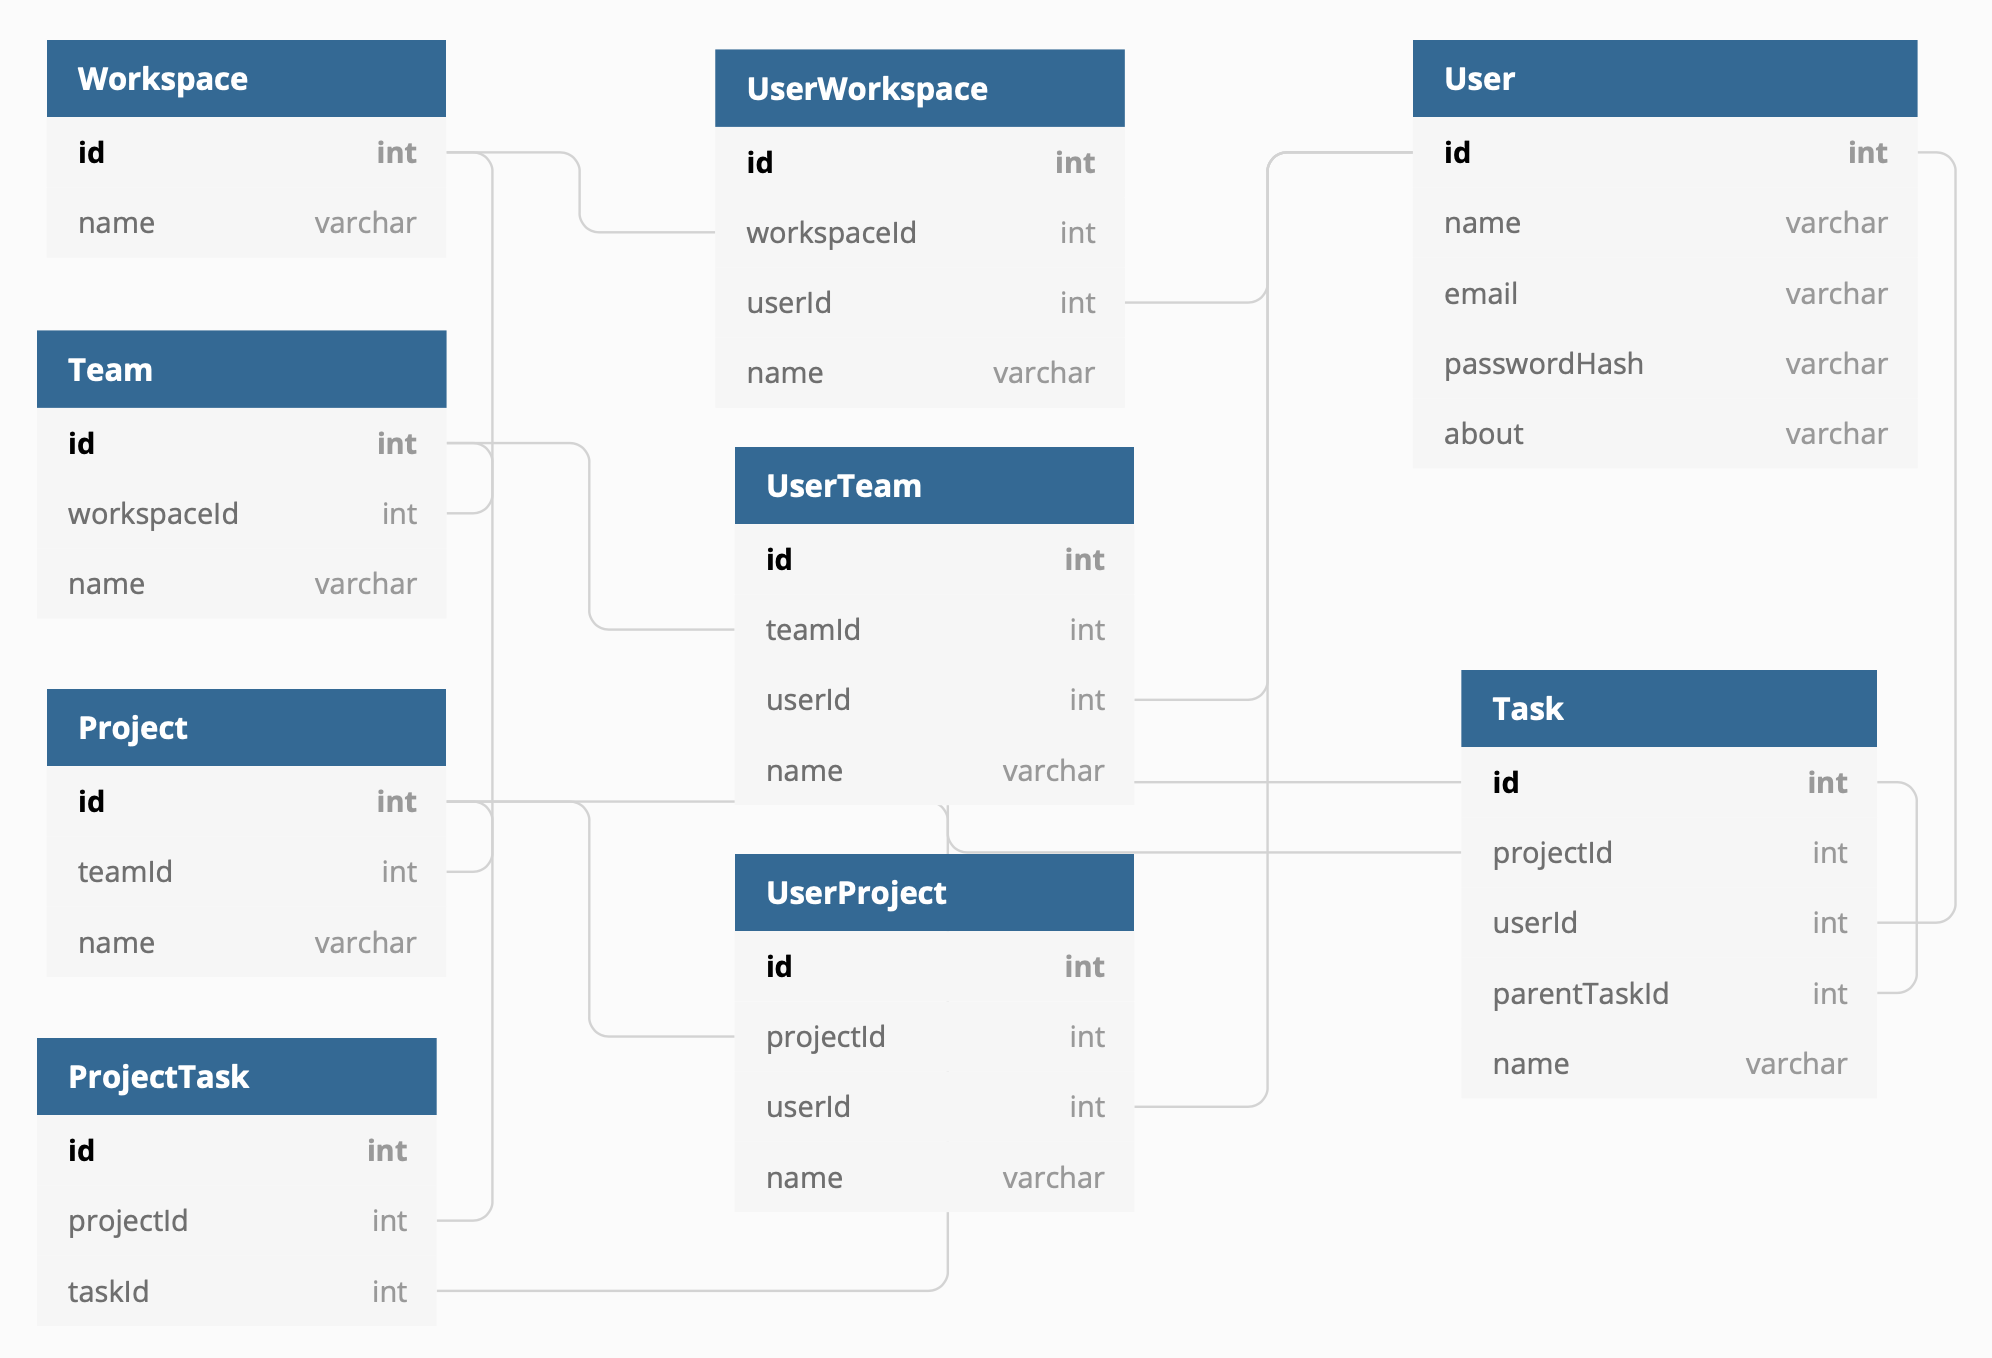 Workspace
id int
name varchar
Team
id int
workspaceId int
name varchar
Project
id int
teamId int
name varchar
ProjectTask
id int
projectId int
taskId int
UserWorkspace
id int
workspaceId int
userId int
name varchar
UserTeam
id int
teamId int
userId int
name varchar
UserProject
id int
projectId int
userId int
name varchar
User
id int
name varchar
email varchar
passwordHash varchar
about varchar
Task
id int
projectId int
userId int
parentTaskId int
name varchar